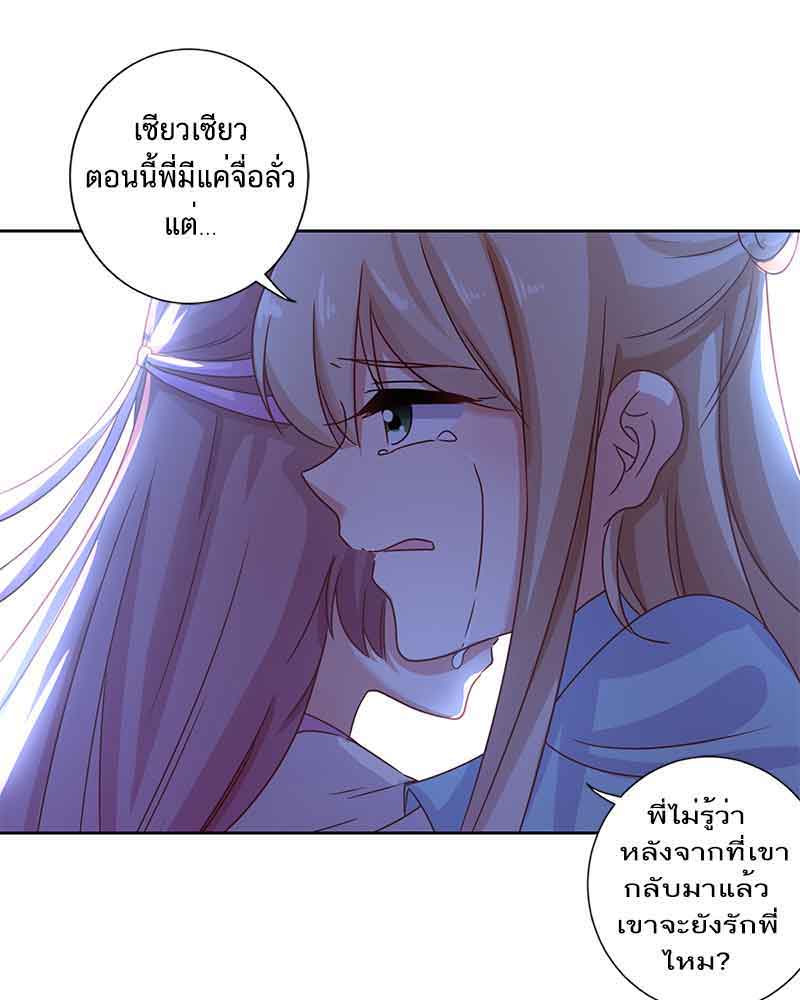 เซียวเซียว
ตอนนี้พี่มีแค่จื่อลั่ว
แต่...
พี่ไม่รู้ว่า
หลังจากที่เขา
กลับมาแล้ว
เขาจะยังรักพี่
ไหม?